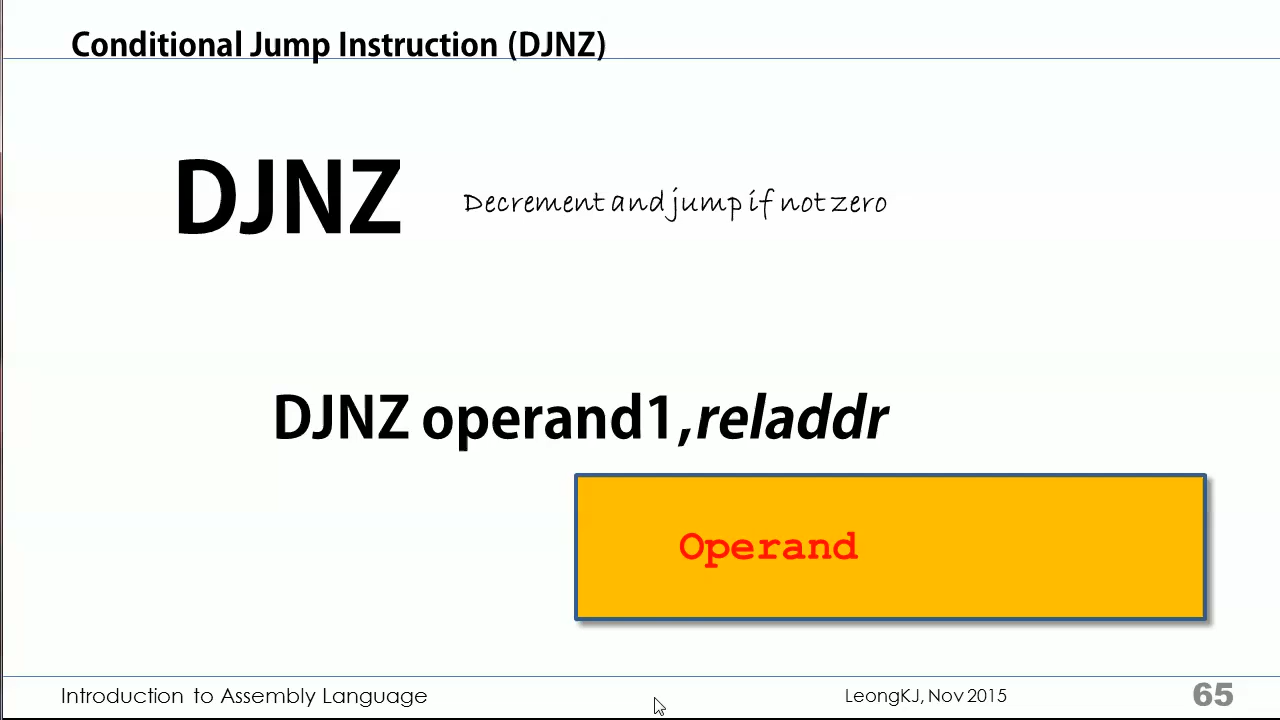 Conditional Jump Instruction (DJNZ)
DJNZ Decrement and jump if not zero
DJNZ operand1,reladdr
Operand
Introduction to Assembly Language LeongKJ, Nov 2015 65